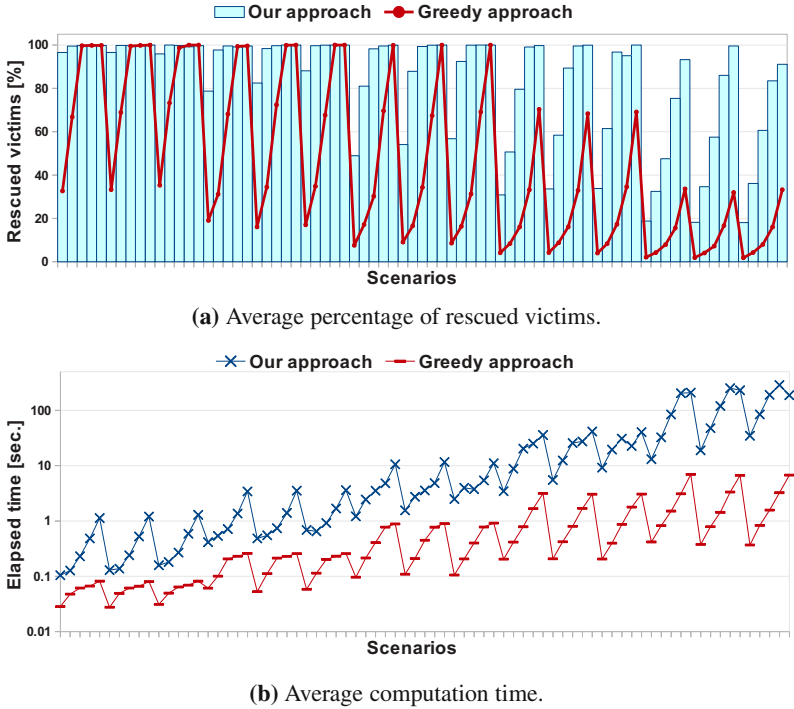 Our approach Greedy approach
Rescued victims [%]
100
80
60
40
20
0
Scenarios
(a) Average percentage of rescued victims.
Our approach Greedy approach
Elapsed time [sec.]
100
10
1
0.1
0.01
Scenarios
(b) Average computation time.